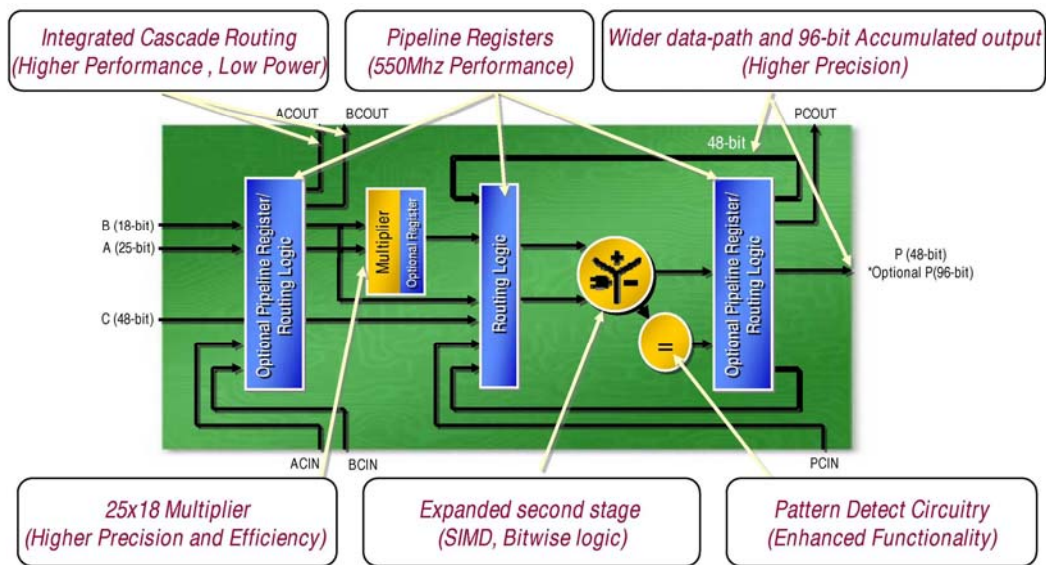 Integrated Cascade Routing
(Higher Performance , Low Power)
Pipeline Registers
(550Mhz Performance)
Wider data-path and 96-bit Accumulated output
(Higher Precision)
ACOUT
BCOUT
PCOUT
48-bit
B (18-bit)
A (25-bit)
C (48-bit)
Optional Pipeline Register/
Routing Logic
Multiplier
Optional Register
Routing Logic
+
-
=
Optional Pipeline Register/
Routing Logic
P (48-bit)
*Optional P(96-bit)
ACIN
BCIN
PCIN
25x18 Multiplier
(Higher Precision and Efficiency)
Expanded second stage
(SIMD, Bitwise logic)
Pattern Detect Circuitry
(Enhanced Functionality)